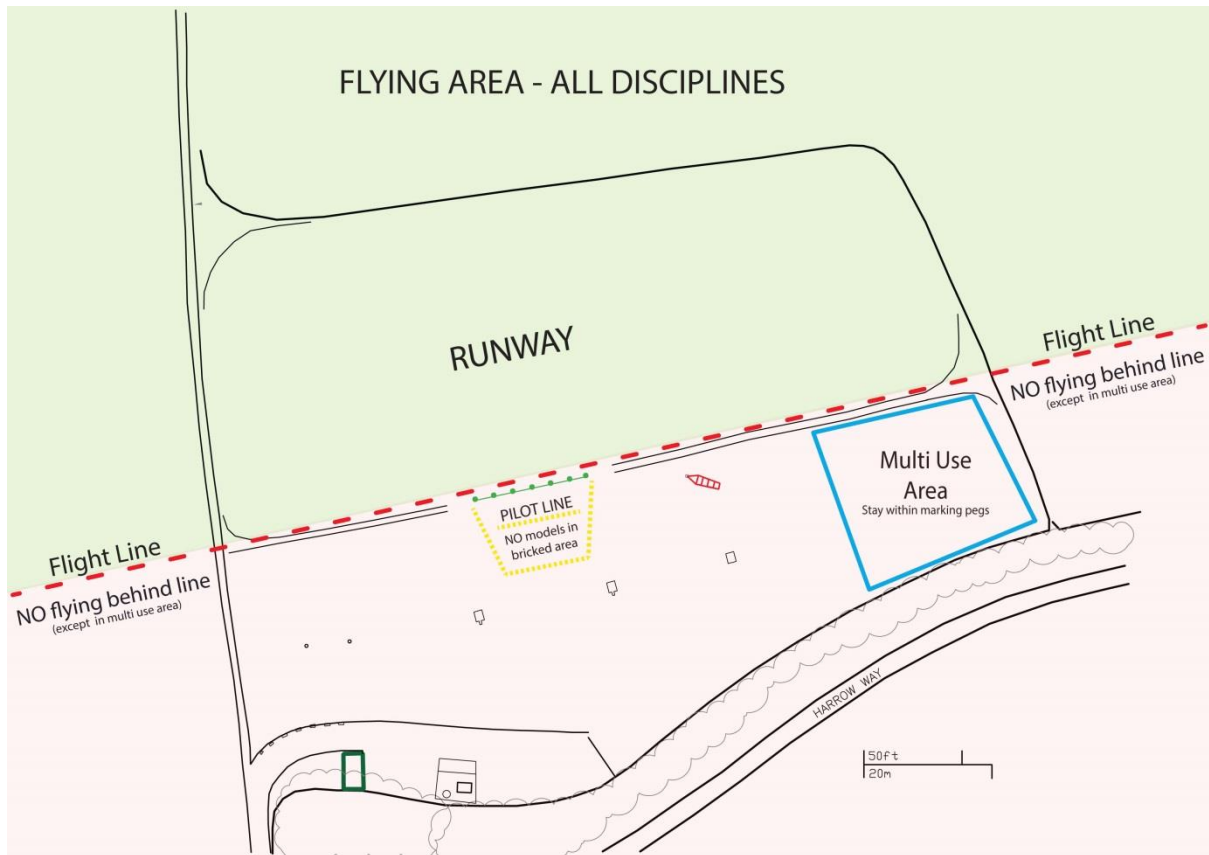 FLYING AREA - ALL DISCIPLINES
RUNWAY
Flight Line
NO flying behind line
(except in multi use area)
Multi Use
Area
Stay within marking pegs
PILOT LINE
NO models in
bricked area
Flight Line
NO flying behind line
(except in multi use area)
HARROW WAY
50ft
20m